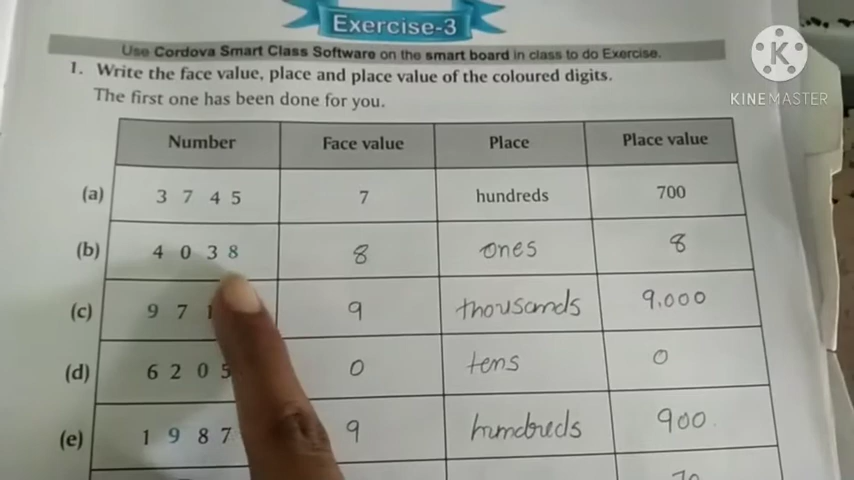 Exercise-3
Use Cordova Smart Class Software on the smart board in class to do Exercise.
1. Write the face value, place and place value of the coloured digits.
The first one has been done for you.
Number Face value Place Place value
(a) 3 7 4 5 7 hundreds 700
(b) 4 0 3 8 8 ones 8
(c) 9 7 9 thousands 9,000
(d) 6 2 0 5 0 tens 0
(e) 1 9 8 7 9 hundreds 900
K
KINEMASTER